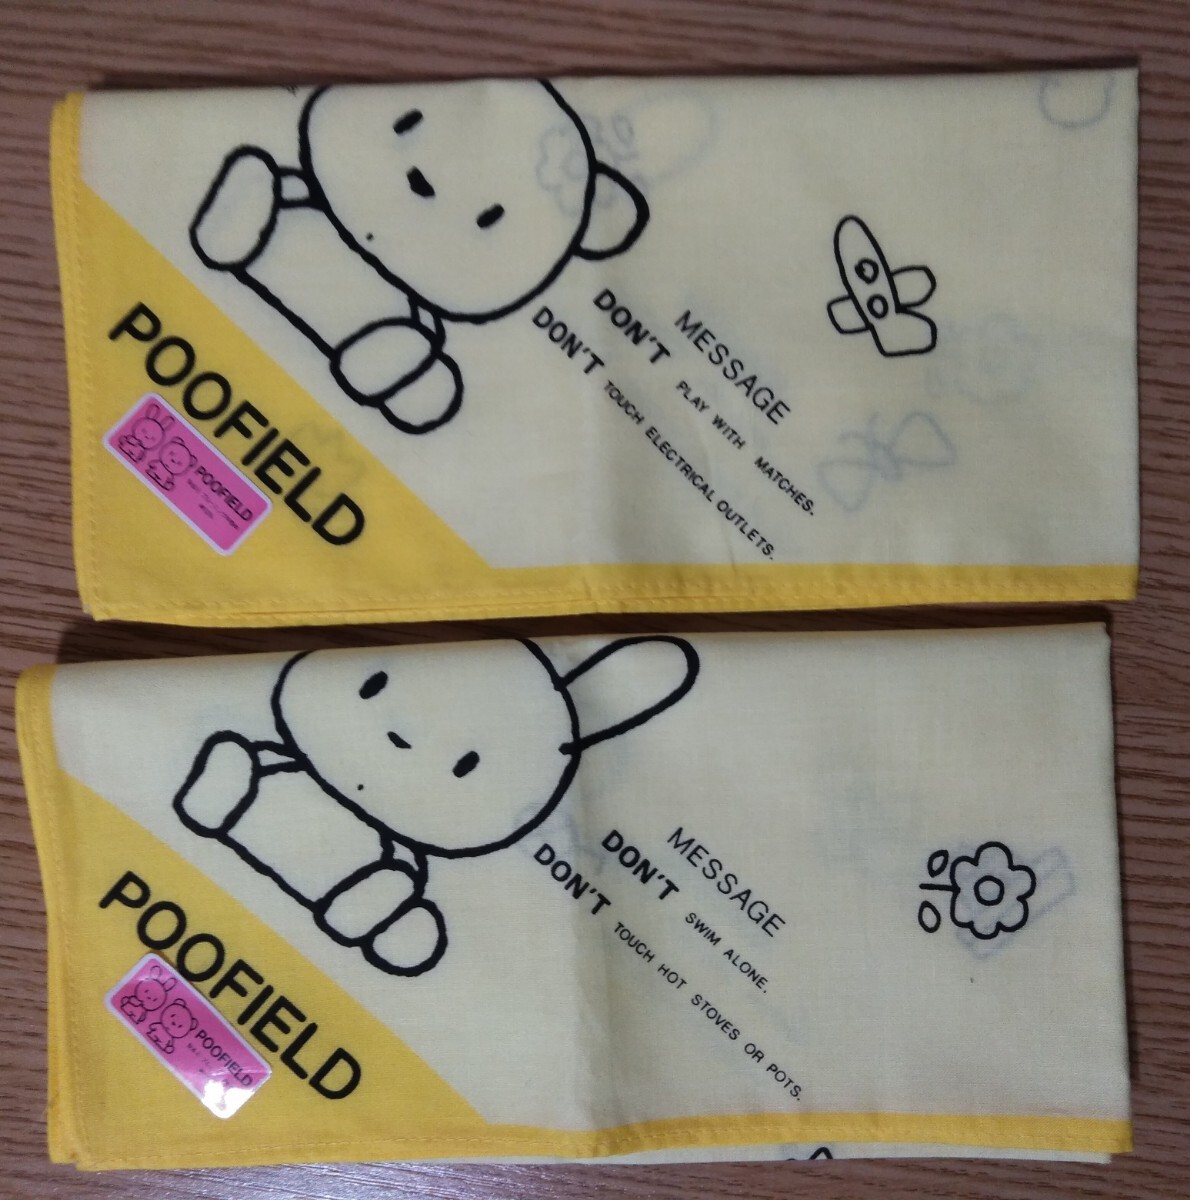 POOFIELD
POOFIELD
MESSAGE
DON'T PLAY WITH MATCHES.
DON'T TOUCH ELECTRICAL OUTLETS.
POOFIELD
POOFIELD
MESSAGE
DON'T SWIM ALONE.
DON'T TOUCH HOT STOVES OR POTS.